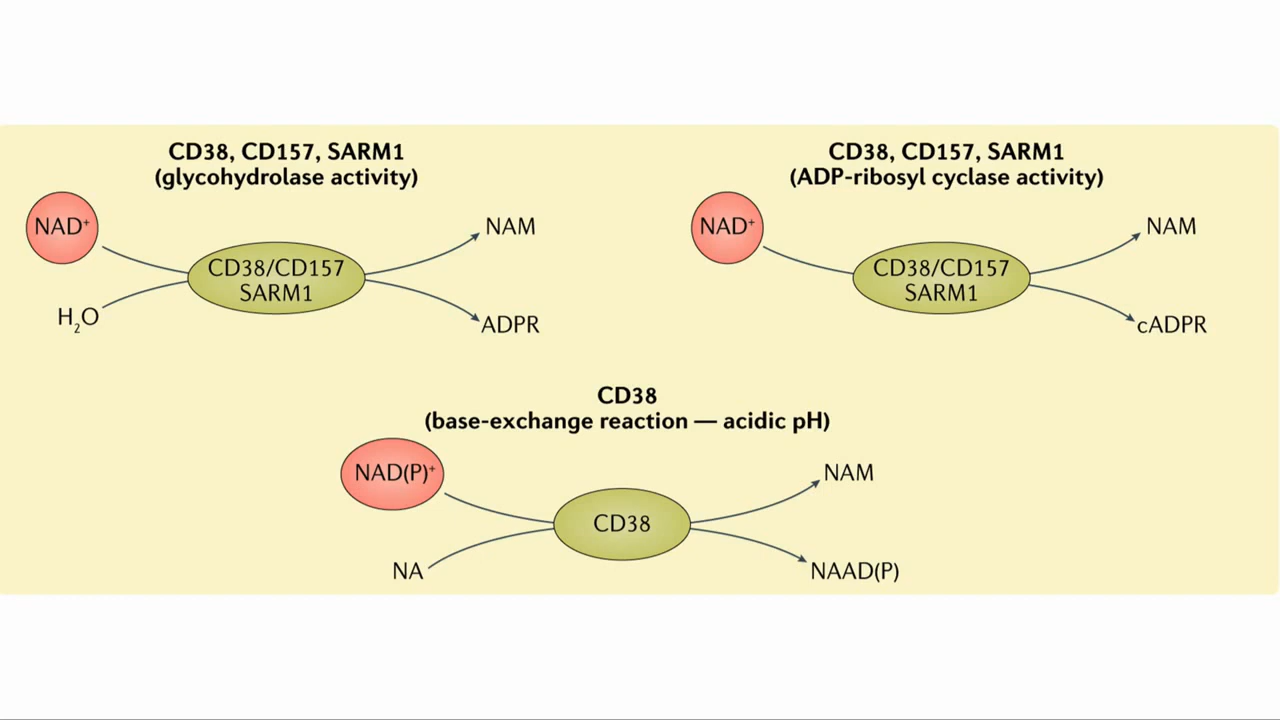 CD38, CD157, SARM1
(glycohydrolase activity)
NAD⁺
H₂O
CD38/CD157
SARM1
NAM
ADPR
CD38, CD157, SARM1
(ADP-ribosyl cyclase activity)
NAD⁺
CD38/CD157
SARM1
NAM
cADPR
CD38
(base-exchange reaction — acidic pH)
NAD(P)⁺
NA
CD38
NAM
NAAD(P)